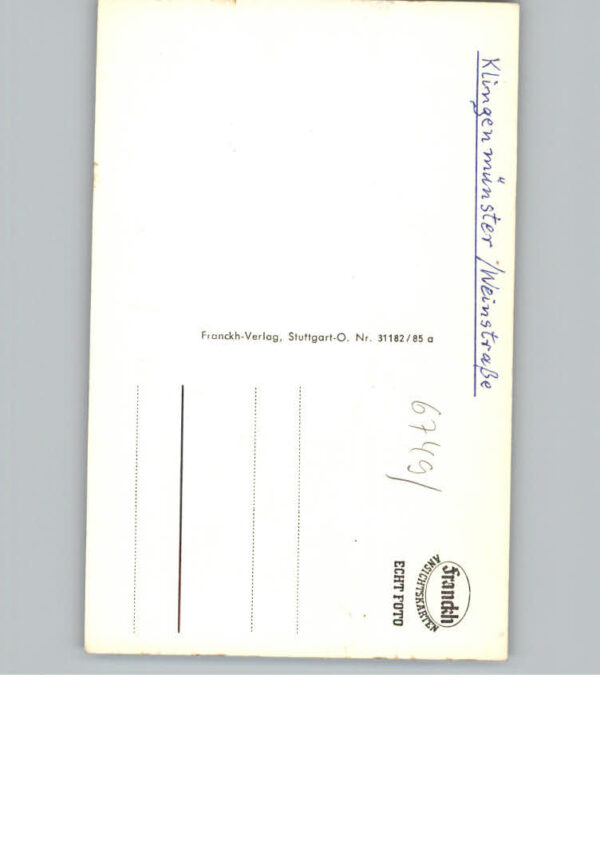 Klingenmünster/Weinstraße
Franckh-Verlag, Stuttgart-O. Nr. 31182/85 a
6749/
Franckh
ANSICHTSKARTEN
ECHT FOTO